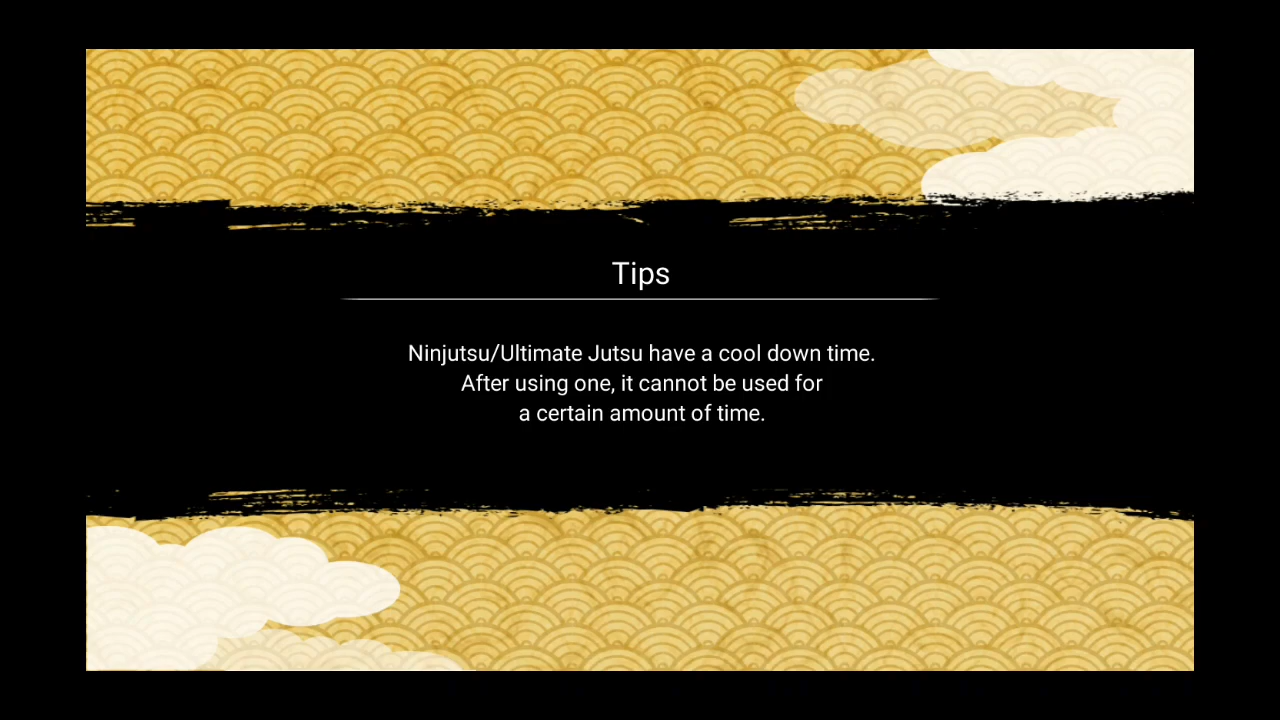 Tips
Ninjutsu/Ultimate Jutsu have a cool down time.
After using one, it cannot be used for
a certain amount of time.